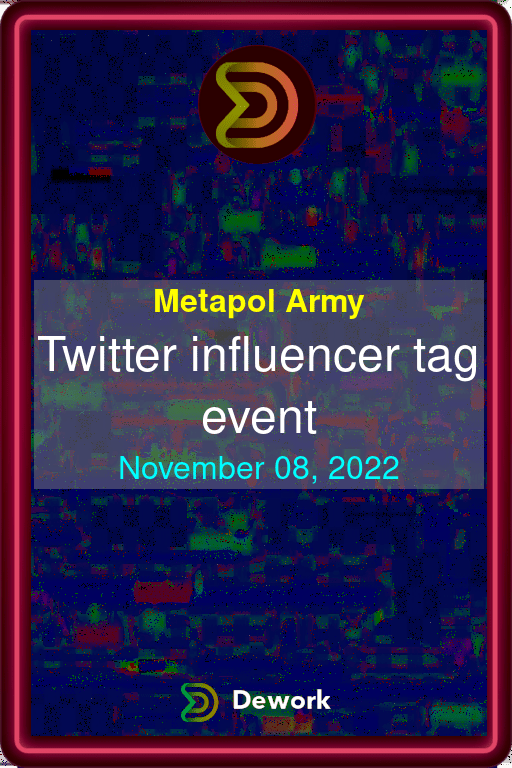 Metapol Army
Twitter influencer tag
event
November 08, 2022
Dework